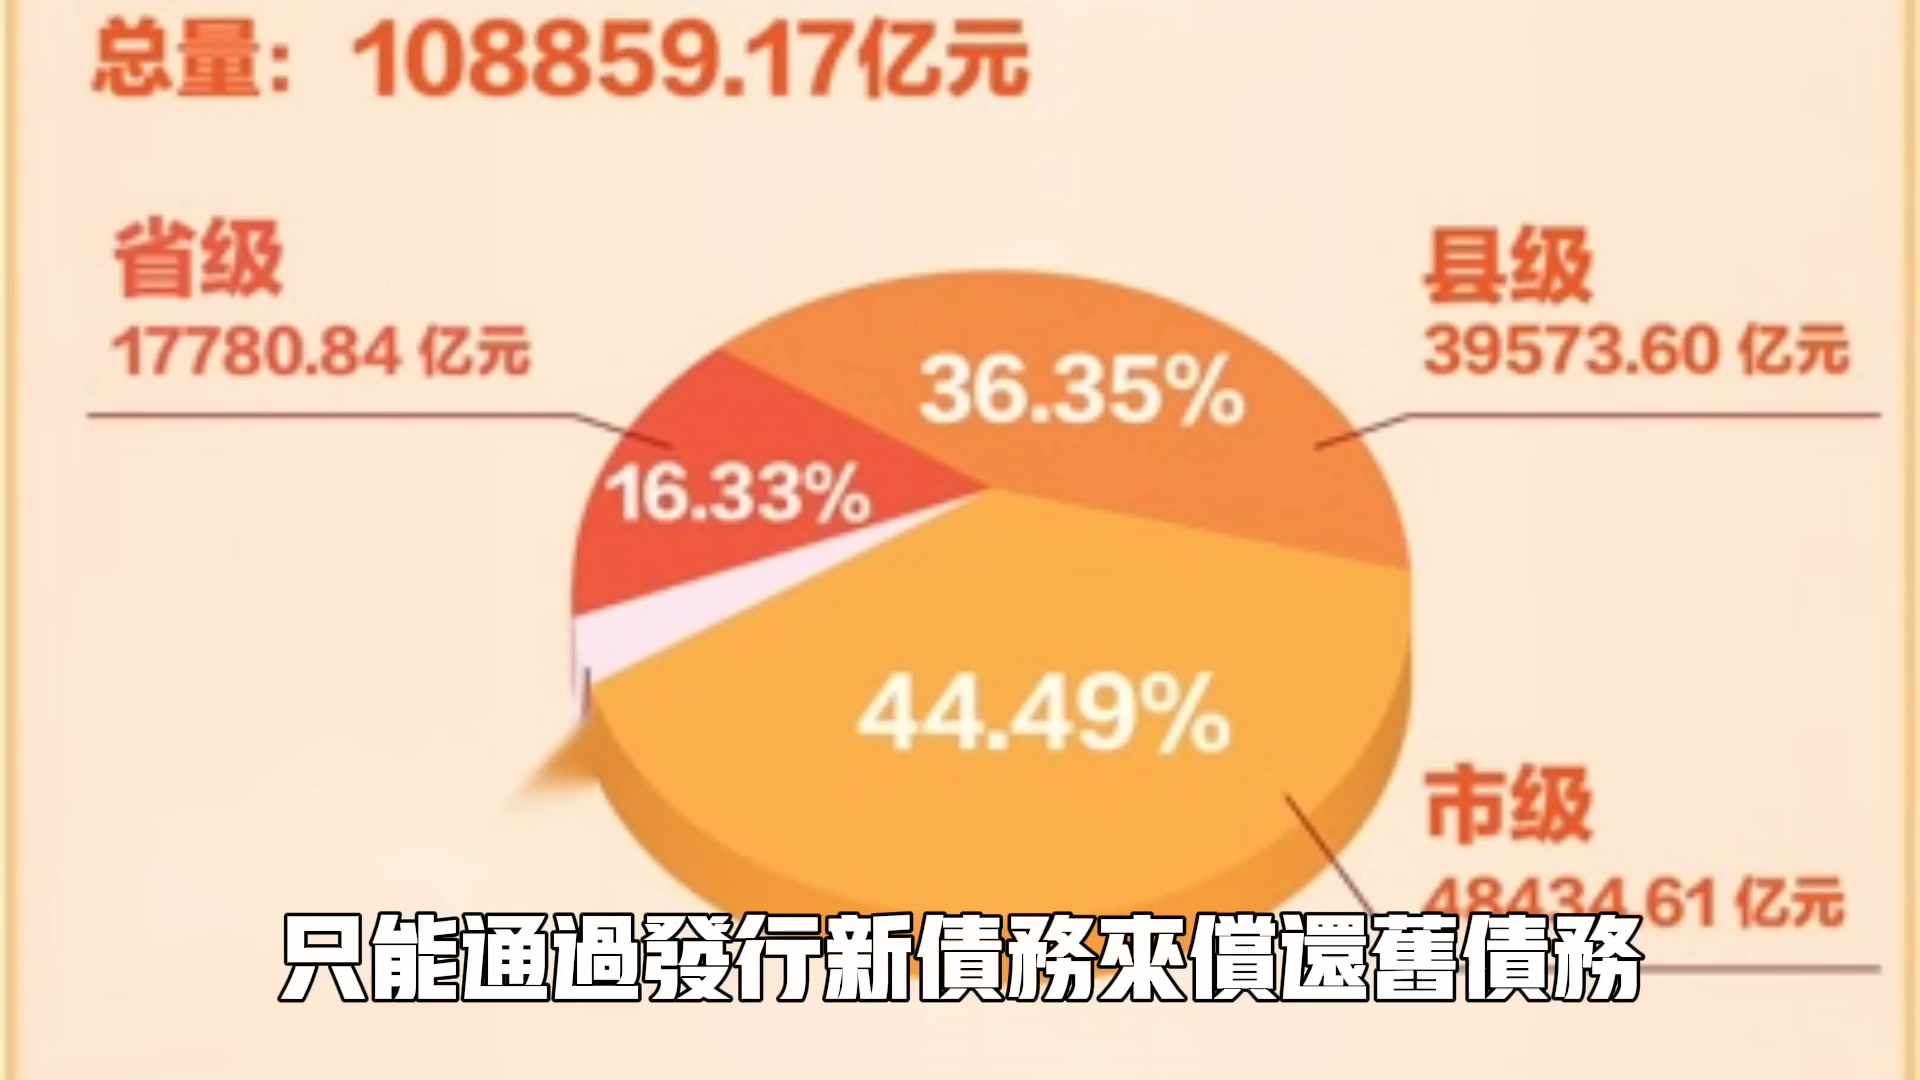 总量：108859.17亿元
省级
17780.84 亿元
县级
39573.60 亿元
36.35%
16.33%
44.49%
市级
48434.61 亿元
只能通過發行新債務來償還舊債務